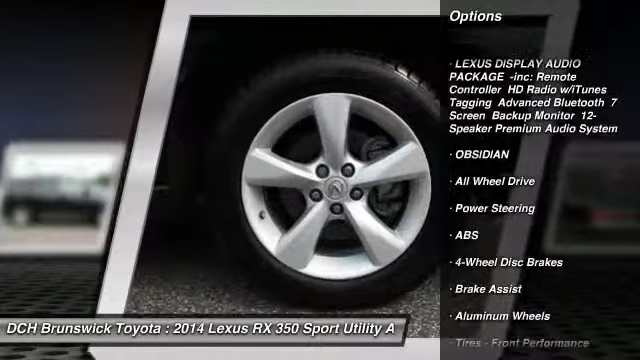 Options
· LEXUS DISPLAY AUDIO
PACKAGE -inc: Remote
Controller HD Radio w/iTunes
Tagging Advanced Bluetooth 7
Screen Backup Monitor 12-
Speaker Premium Audio System
· OBSIDIAN
· All Wheel Drive
· Power Steering
· ABS
· 4-Wheel Disc Brakes
· Brake Assist
· Aluminum Wheels
· Tires - Front Performance
DCH Brunswick Toyota : 2014 Lexus RX 350 Sport Utility A